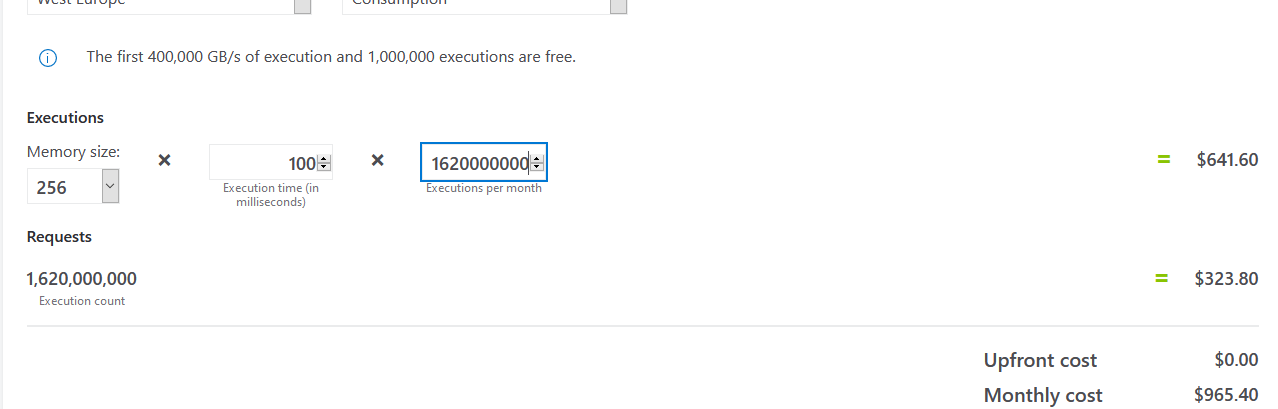 West Europe Consumption
The first 400,000 GB/s of execution and 1,000,000 executions are free.
Executions
Memory size:
256 × 100 × 1620000000 = $641.60
Execution time (in
milliseconds)
Executions per month
Requests
1,620,000,000 = $323.80
Execution count
Upfront cost $0.00
Monthly cost $965.40